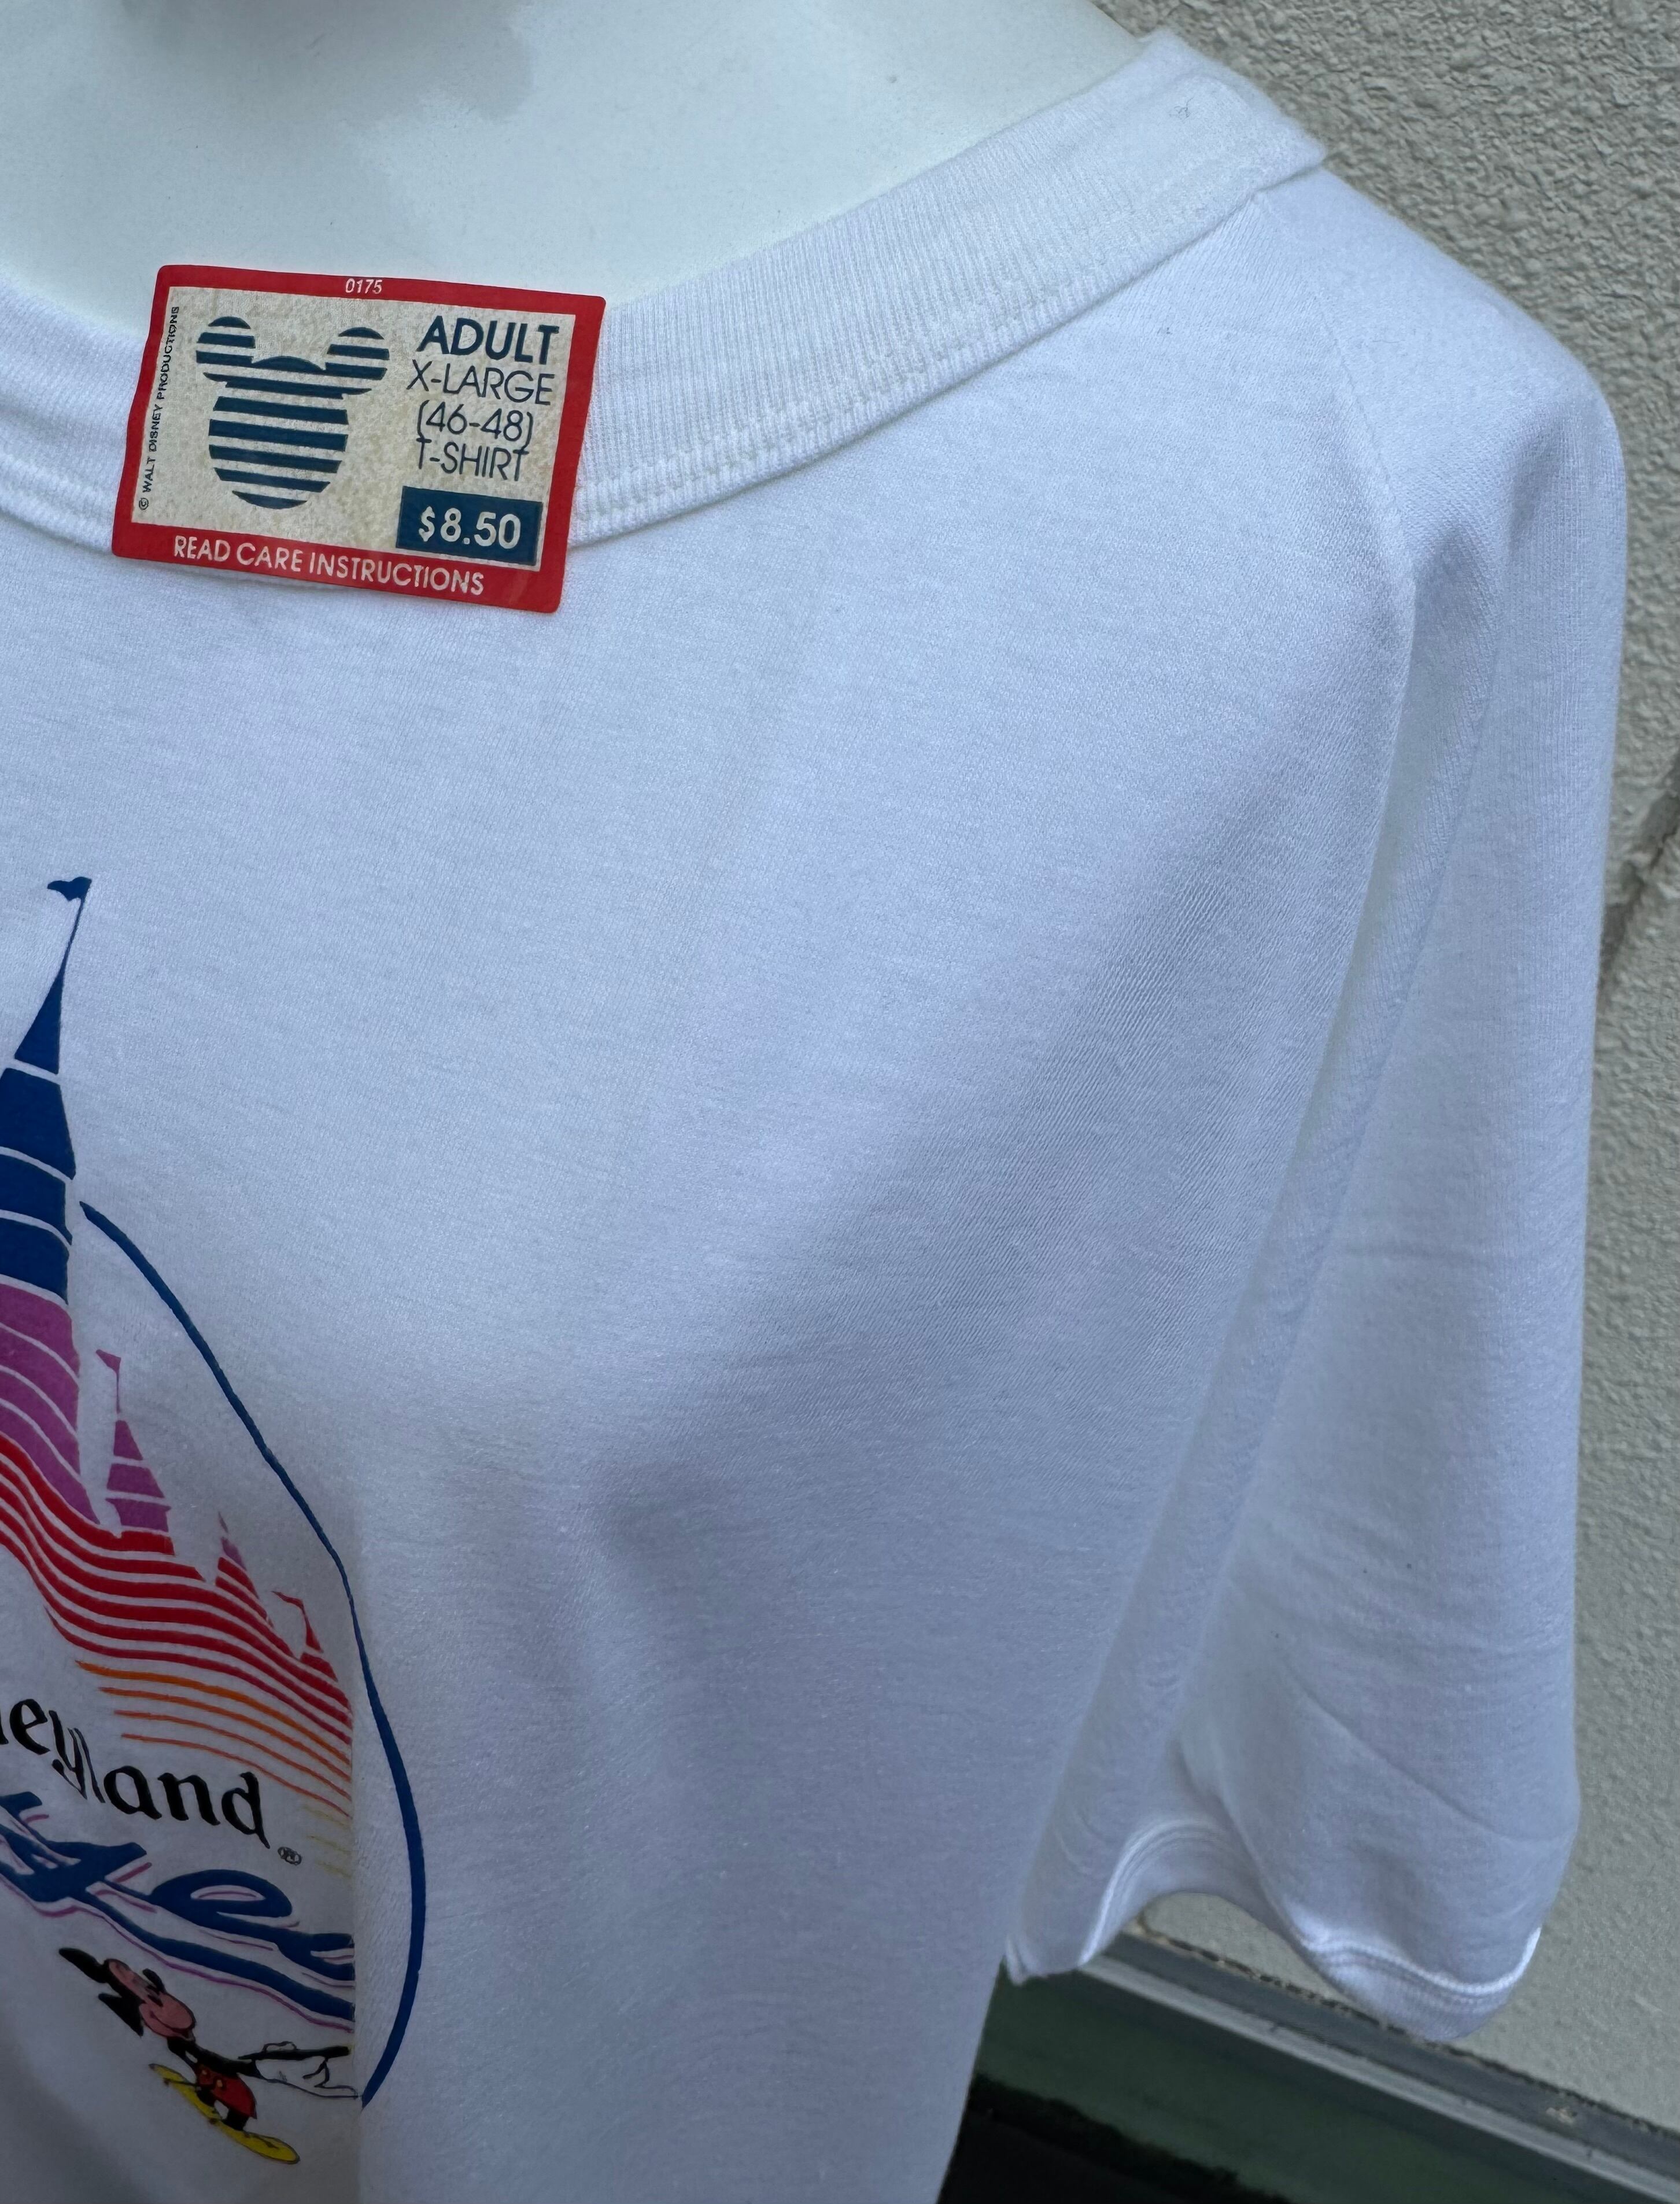 0175
© WALT DISNEY PRODUCTIONS
ADULT
X-LARGE
(46-48)
T-SHIRT
$8.50
READ CARE INSTRUCTIONS
eyland®